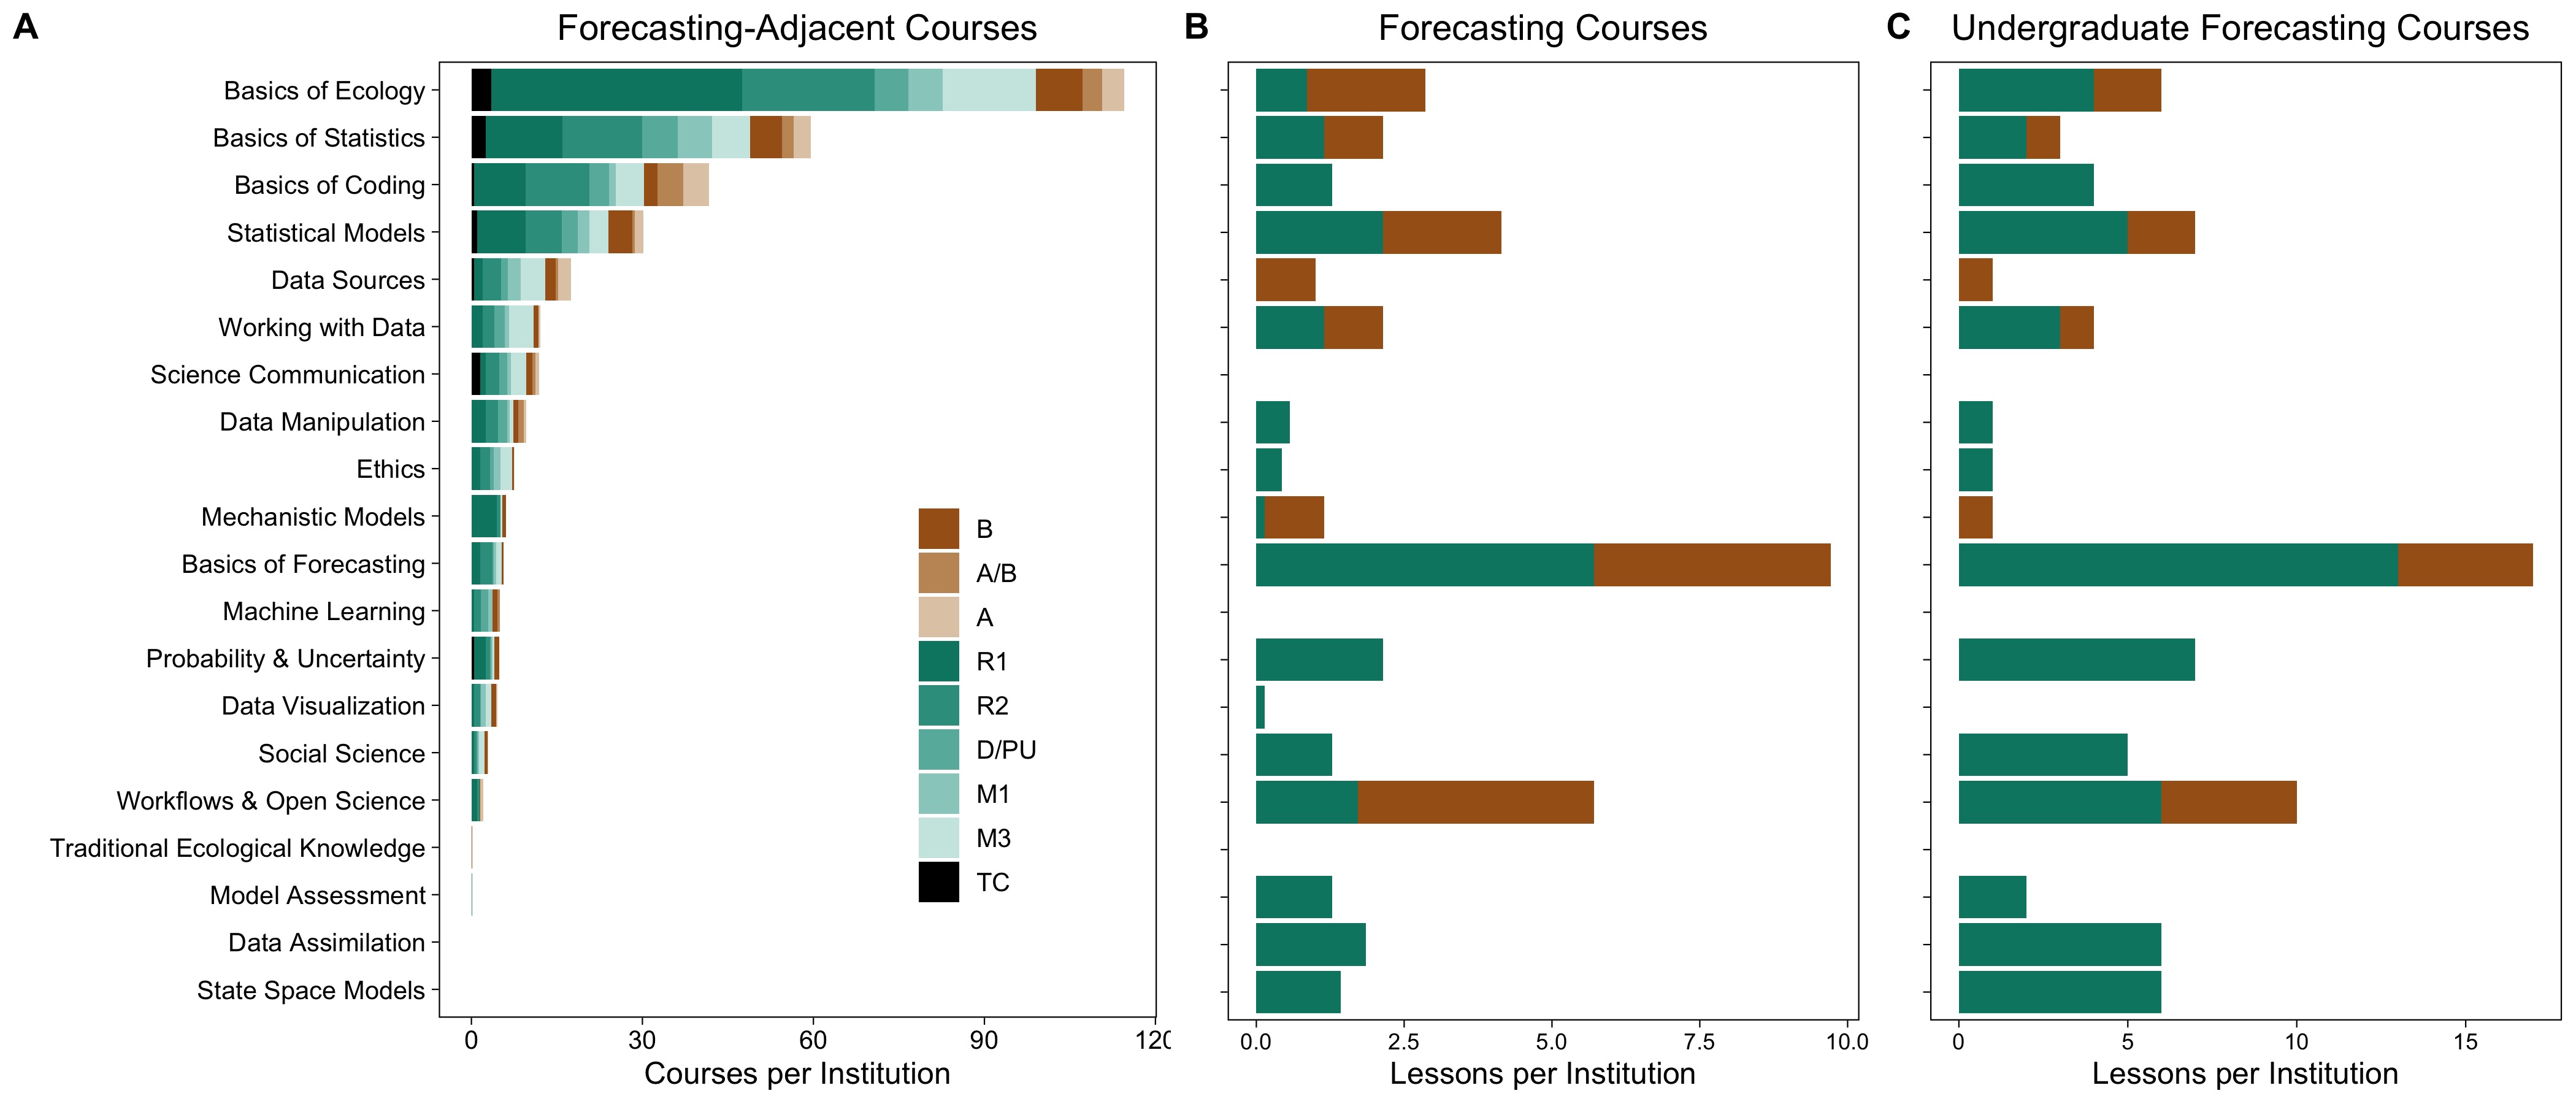 A Forecasting-Adjacent Courses
Basics of Ecology
Basics of Statistics
Basics of Coding
Statistical Models
Data Sources
Working with Data
Science Communication
Data Manipulation
Ethics
Mechanistic Models
Basics of Forecasting
Machine Learning
Probability & Uncertainty
Data Visualization
Social Science
Workflows & Open Science
Traditional Ecological Knowledge
Model Assessment
Data Assimilation
State Space Models
B
A/B
A
R1
R2
D/PU
M1
M3
TC
0 30 60 90 120
Courses per Institution
B Forecasting Courses
0.0 2.5 5.0 7.5 10.0
Lessons per Institution
C Undergraduate Forecasting Courses
0 5 10 15
Lessons per Institution